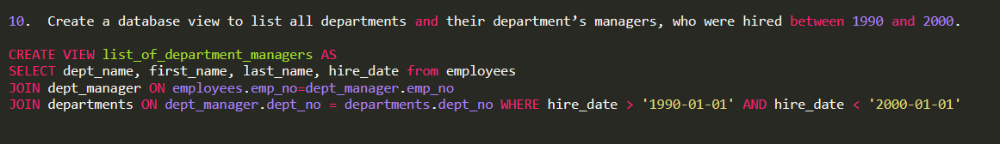 10.  Create a database view to list all departments and their department’s managers, who were hired between 1990 and 2000.
CREATE VIEW list_of_department_managers AS
SELECT dept_name, first_name, last_name, hire_date from employees
JOIN dept_manager ON employees.emp_no=dept_manager.emp_no
JOIN departments ON dept_manager.dept_no = departments.dept_no WHERE hire_date > '1990-01-01' AND hire_date < '2000-01-01'